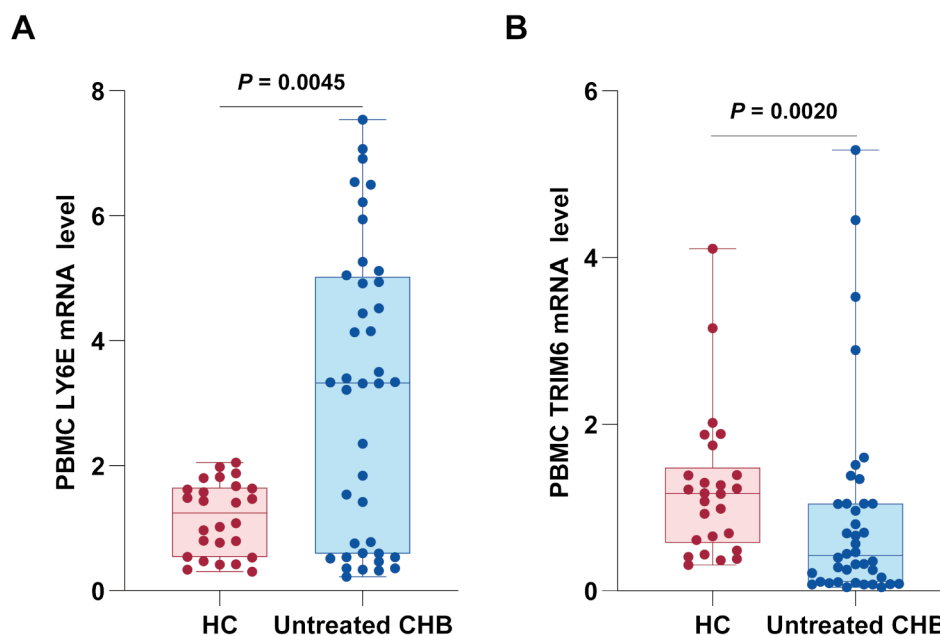 A
PBMC LY6E mRNA level
8
6
4
2
0
P = 0.0045
HC
Untreated CHB
B
PBMC TRIM6 mRNA level
6
4
2
0
P = 0.0020
HC
Untreated CHB